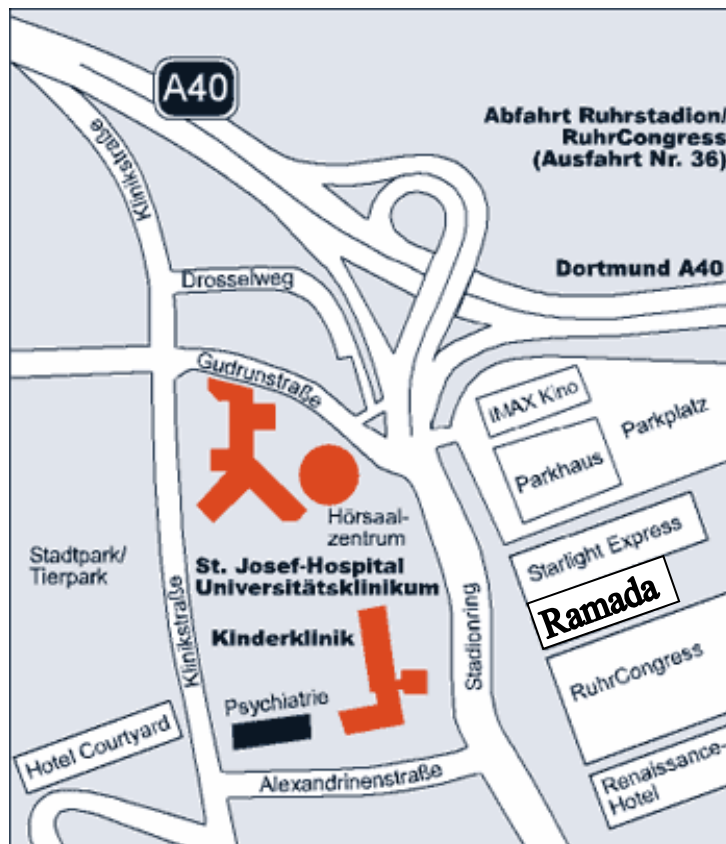 A40
Abfahrt Ruhrstadion/
RuhrCongress
(Ausfahrt Nr. 36)
Klinikstraße
Dortmund A40
Drosselweg
Gudrunstraße
IMAX Kino
Parkplatz
Parkhaus
Hörsaal-
zentrum
Starlight Express
Stadtpark/
Tierpark
St. Josef-Hospital
Universitätsklinikum
Ramada
Klinikstraße
Kinderklinik
Stadionring
RuhrCongress
Psychiatrie
Hotel Courtyard
Alexandrinenstraße
Renaissance-
Hotel